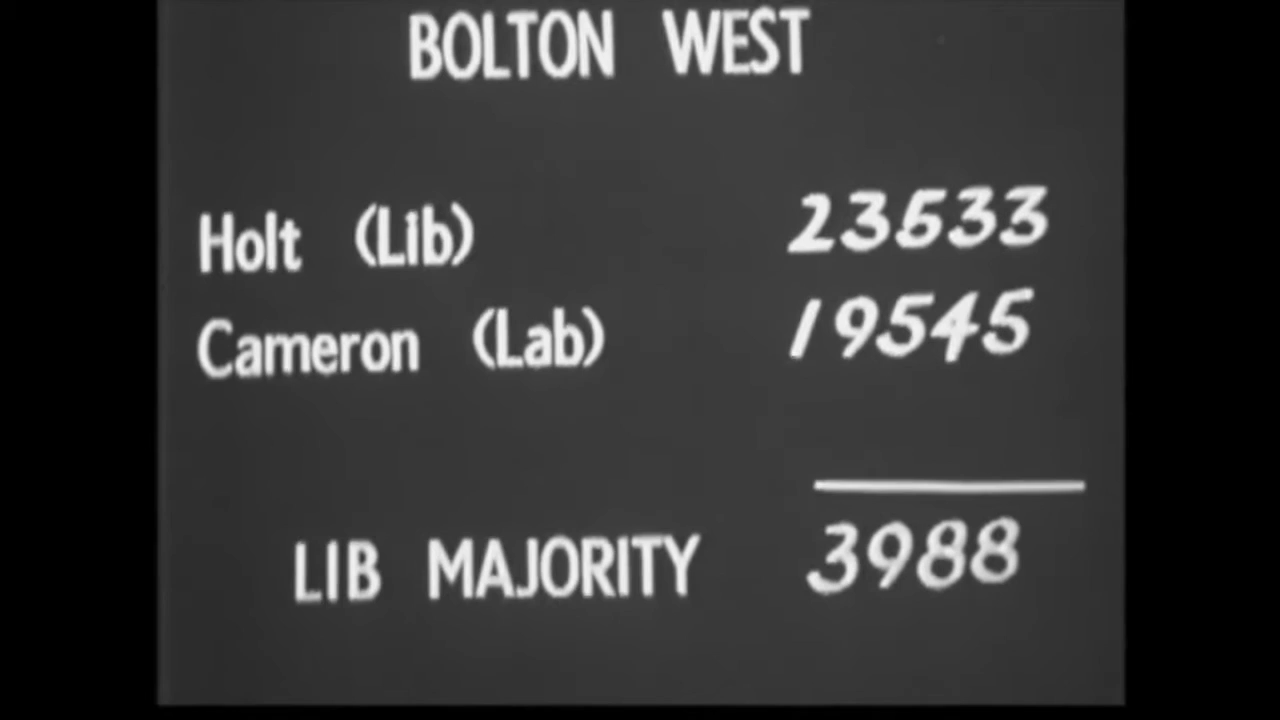 BOLTON WEST
Holt (Lib) 23533
Cameron (Lab) 19545
LIB MAJORITY 3988